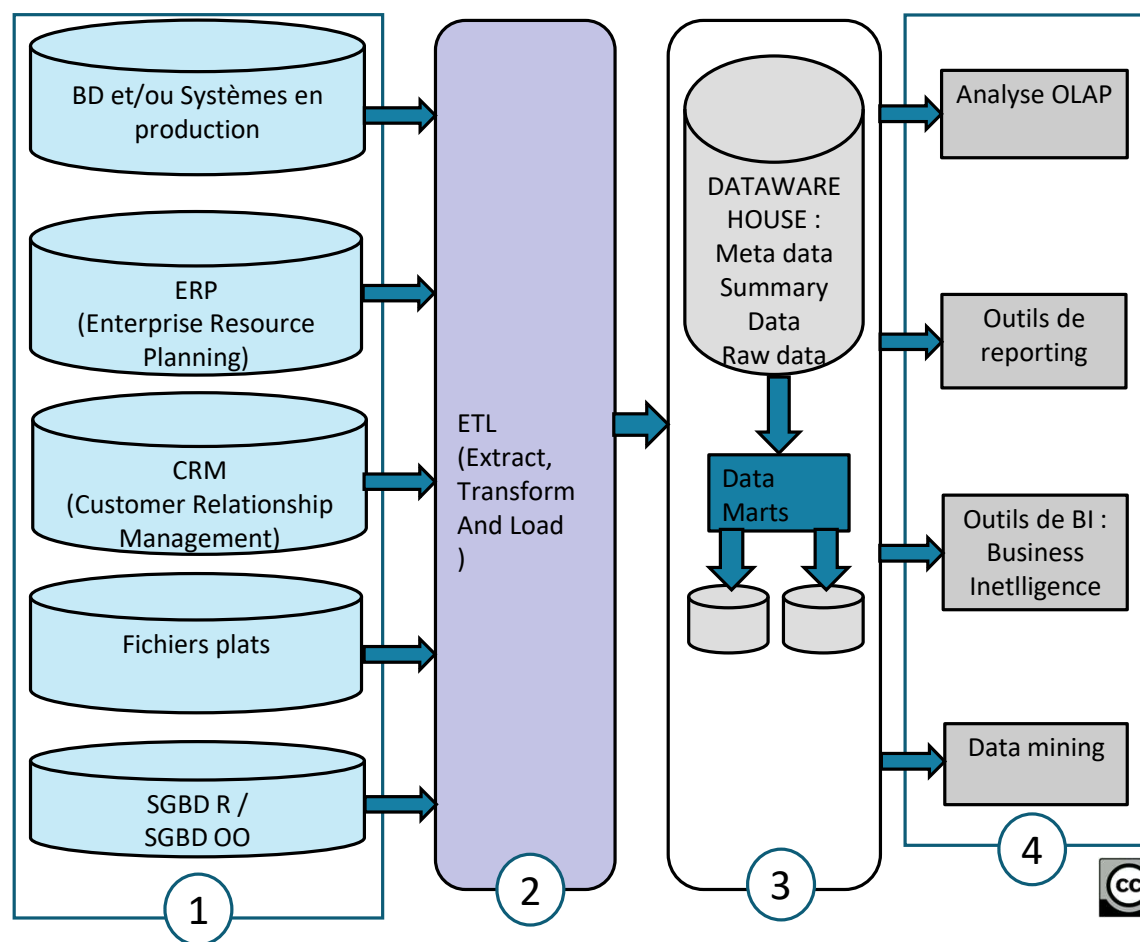 BD et/ou Systèmes en
production
ERP
(Enterprise Resource
Planning)
CRM
(Customer Relationship
Management)
Fichiers plats
SGBD R /
SGBD OO
1
ETL
(Extract,
Transform
And Load
)
2
DATAWARE
HOUSE :
Meta data
Summary
Data
Raw data
Data
Marts
3
Analyse OLAP
Outils de
reporting
Outils de BI :
Business
Inetlligence
Data mining
4
cc